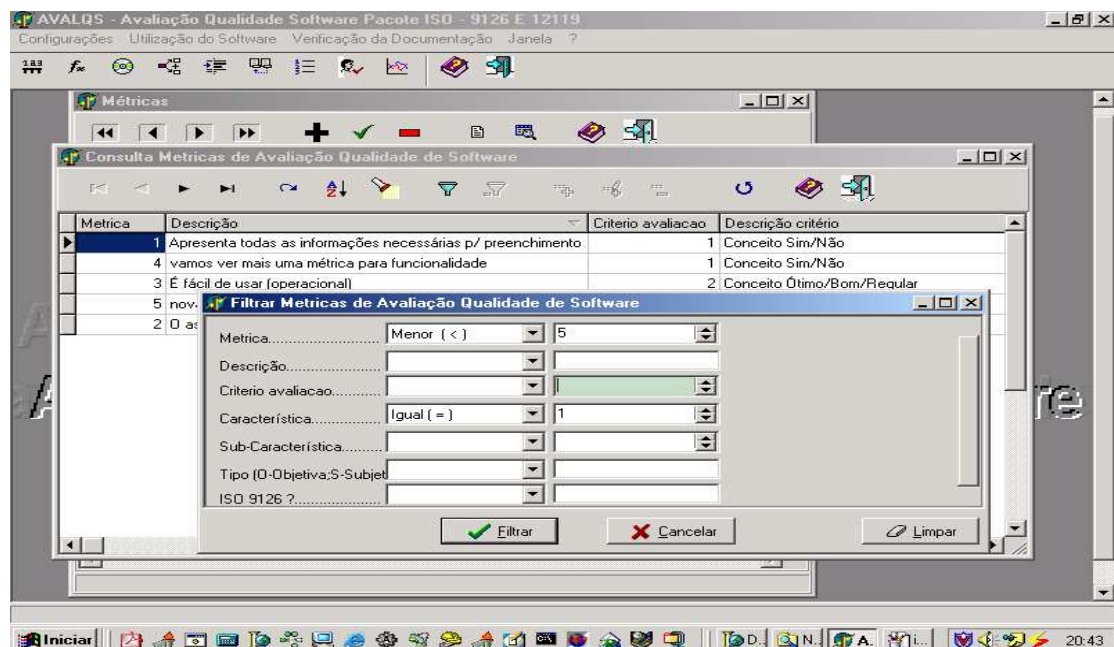 AVALQS - Avaliação Qualidade Software Pacote ISO - 9126 E 12119
Configurações Utilização do Software Verificação da Documentação Janela ?
Métricas
Consulta Metricas de Avaliação Qualidade de Software
Metrica Descrição Criterio avaliacao Descrição critério
1 Apresenta todas as informações necessárias p/ preenchimento 1 Conceito Sim/Não
4 vamos ver mais uma métrica para funcionalidade 1 Conceito Sim/Não
3 É fácil de usar (operacional) 2 Conceito Ótimo/Bom/Regular
5 nov
2 O as
Filtrar Metricas de Avaliação Qualidade de Software
Metrica.......................... Menor ( < ) 5
Descrição......................
Criterio avaliacao...........
Característica............... Igual ( = ) 1
Sub-Característica..........
Tipo (O-Objetiva;S-Subjet
ISO 9126 ?....................
Filtrar Cancelar Limpar
Iniciar D... N... A. i... 20:43